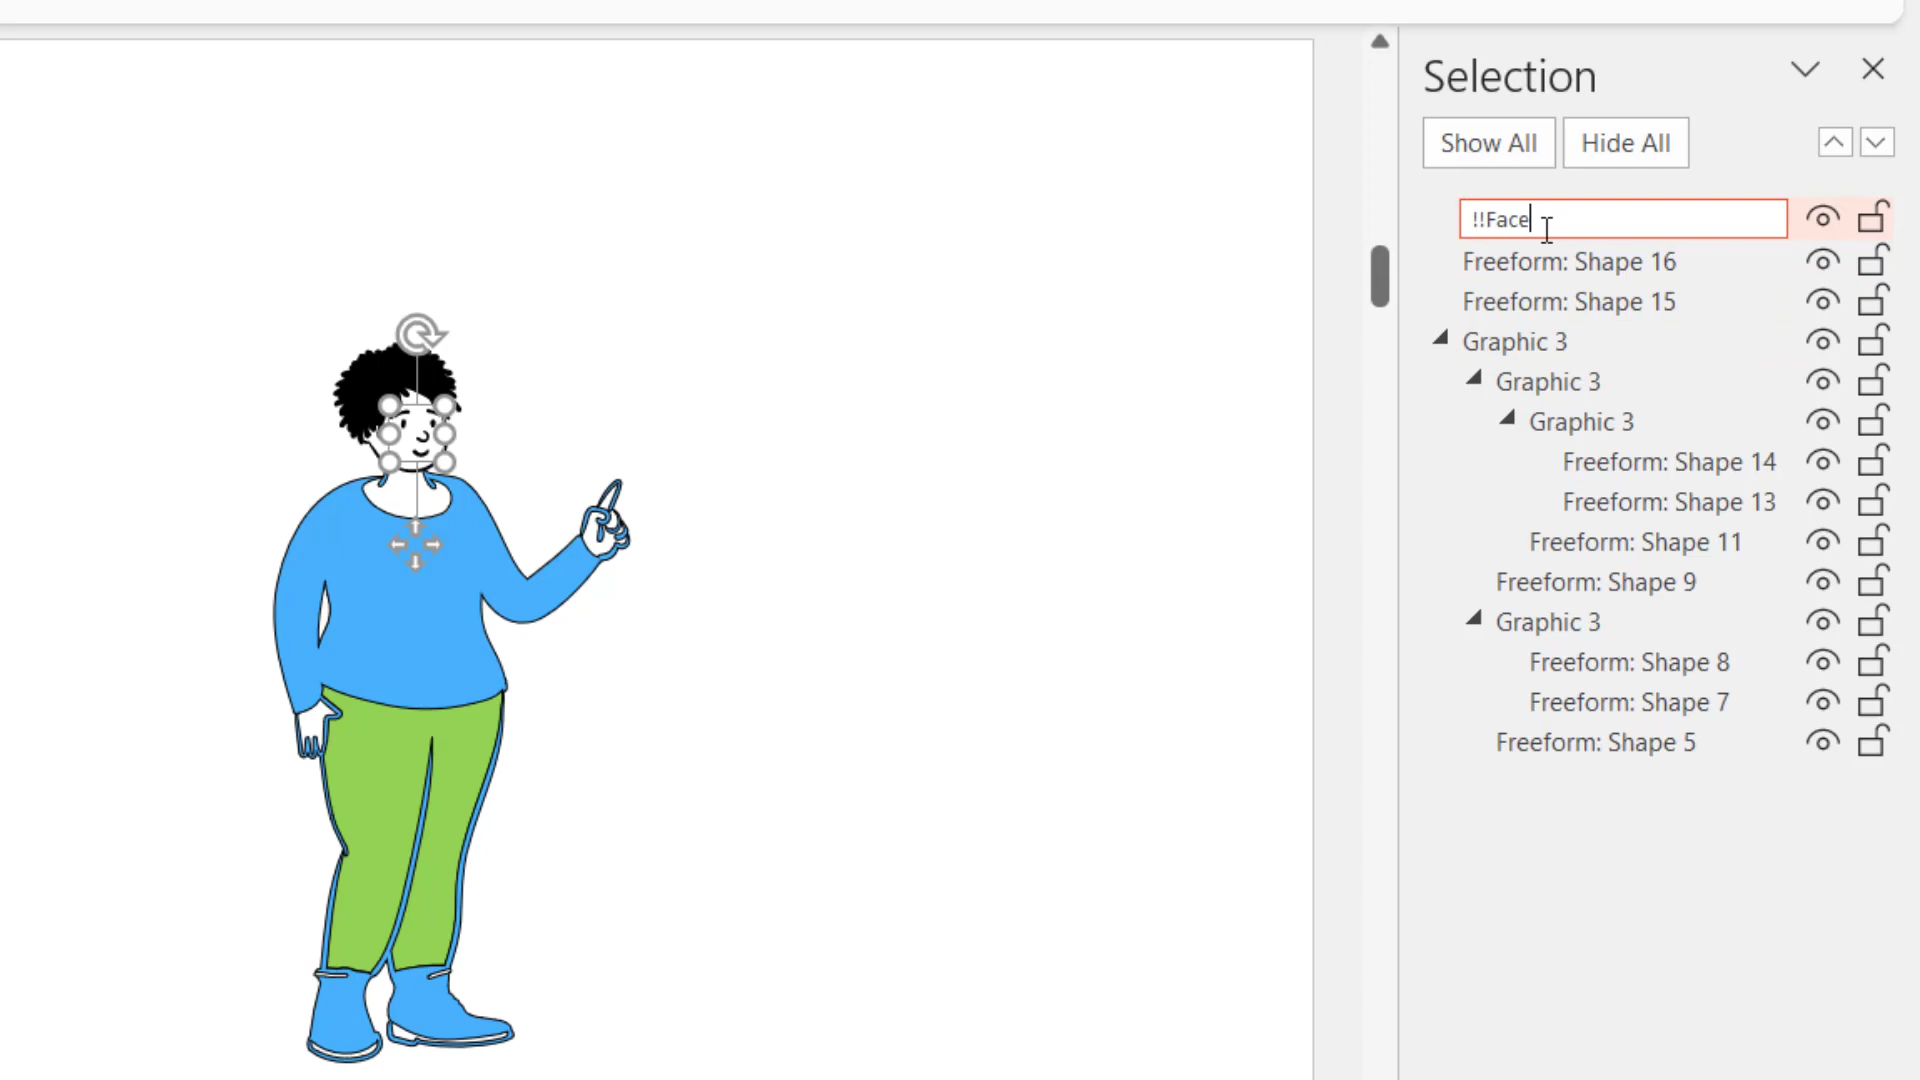 Selection
Show All
Hide All
!!Face
Freeform: Shape 16
Freeform: Shape 15
Graphic 3
Graphic 3
Graphic 3
Freeform: Shape 14
Freeform: Shape 13
Freeform: Shape 11
Freeform: Shape 9
Graphic 3
Freeform: Shape 8
Freeform: Shape 7
Freeform: Shape 5